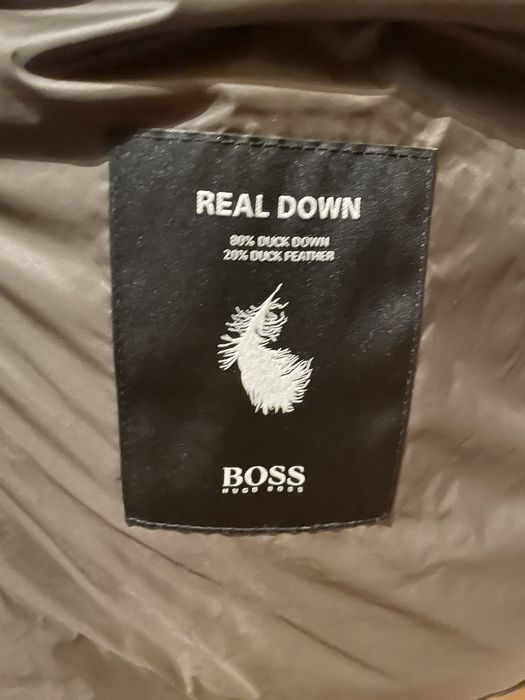 REAL DOWN
80% DUCK DOWN
20% DUCK FEATHER
BOSS
HUGO BOSS